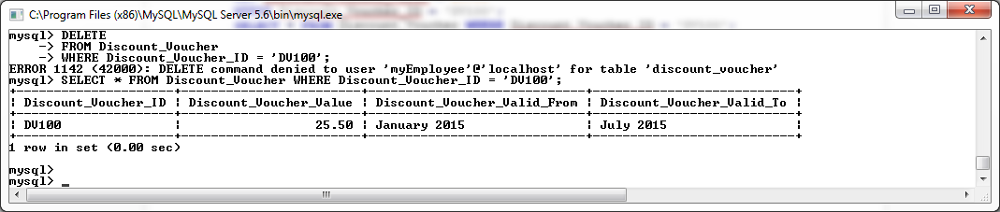 C:\Program Files (x86)\MySQL\MySQL Server 5.6\bin\mysql.exe
mysql> DELETE
    -> FROM Discount_Voucher
    -> WHERE Discount_Voucher_ID = 'DV100';
ERROR 1142 (42000): DELETE command denied to user 'myEmployee'@'localhost' for table 'discount_voucher'
mysql> SELECT * FROM Discount_Voucher WHERE Discount_Voucher_ID = 'DV100';
+---------------------+------------------------+-----------------------------+---------------------------+
| Discount_Voucher_ID | Discount_Voucher_Value | Discount_Voucher_Valid_From | Discount_Voucher_Valid_To |
+---------------------+------------------------+-----------------------------+---------------------------+
| DV100               |                  25.50 | January 2015                | July 2015                 |
+---------------------+------------------------+-----------------------------+---------------------------+
1 row in set (0.00 sec)
mysql>
mysql> _